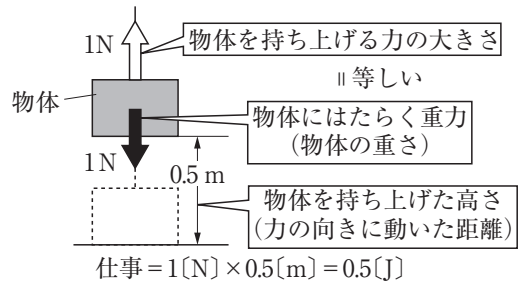 1N
物体を持ち上げる力の大きさ
=等しい
物体
物体にはたらく重力
(物体の重さ)
1N
0.5 m
物体を持ち上げた高さ
(力の向きに動いた距離)
仕事=1〔N〕×0.5〔m〕=0.5〔J〕